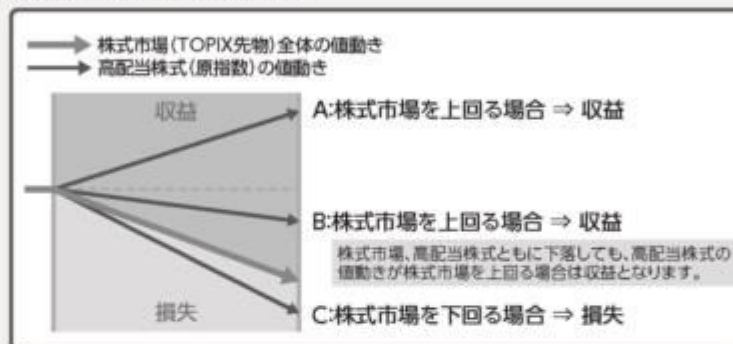 株式市場(TOPIX先物)全体の値動き
高配当株式(原指数)の値動き
収益
A:株式市場を上回る場合 ⇒ 収益
B:株式市場を上回る場合 ⇒ 収益
株式市場、高配当株式ともに下落しても、高配当株式の
値動きが株式市場を上回る場合は収益となります。
損失
C:株式市場を下回る場合 ⇒ 損失